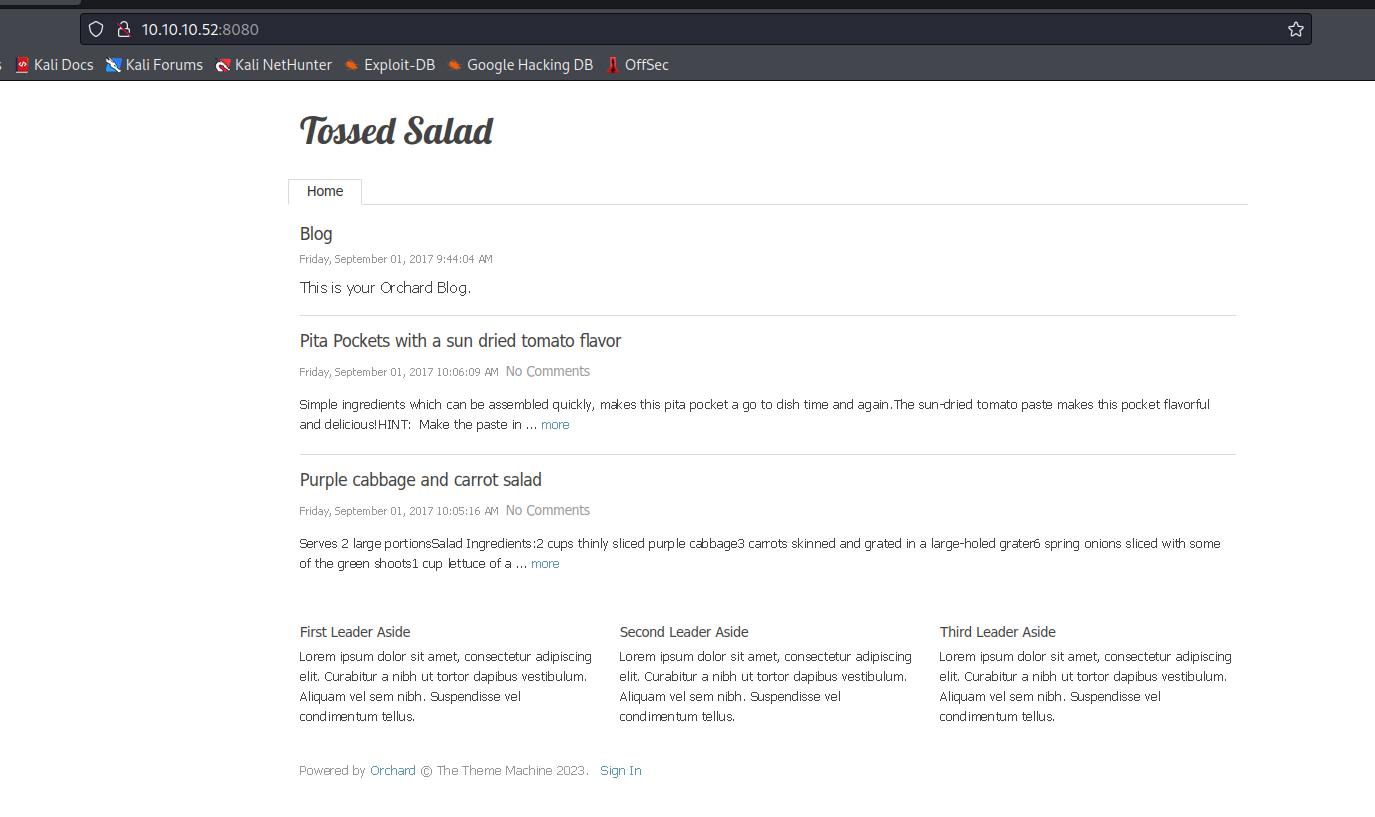 10.10.10.52:8080
s Kali Docs Kali Forums Kali NetHunter Exploit-DB Google Hacking DB OffSec
Tossed Salad
Home
Blog
Friday, September 01, 2017 9:44:04 AM
This is your Orchard Blog.
Pita Pockets with a sun dried tomato flavor
Friday, September 01, 2017 10:06:09 AM No Comments
Simple ingredients which can be assembled quickly, makes this pita pocket a go to dish time and again.The sun-dried tomato paste makes this pocket flavorful
and delicious!HINT:  Make the paste in ... more
Purple cabbage and carrot salad
Friday, September 01, 2017 10:05:16 AM No Comments
Serves 2 large portionsSalad Ingredients:2 cups thinly sliced purple cabbage3 carrots skinned and grated in a large-holed grater6 spring onions sliced with some
of the green shoots1 cup lettuce of a ... more
First Leader Aside
Lorem ipsum dolor sit amet, consectetur adipiscing
elit. Curabitur a nibh ut tortor dapibus vestibulum.
Aliquam vel sem nibh. Suspendisse vel
condimentum tellus.
Second Leader Aside
Lorem ipsum dolor sit amet, consectetur adipiscing
elit. Curabitur a nibh ut tortor dapibus vestibulum.
Aliquam vel sem nibh. Suspendisse vel
condimentum tellus.
Third Leader Aside
Lorem ipsum dolor sit amet, consectetur adipiscing
elit. Curabitur a nibh ut tortor dapibus vestibulum.
Aliquam vel sem nibh. Suspendisse vel
condimentum tellus.
Powered by Orchard © The Theme Machine 2023. Sign In